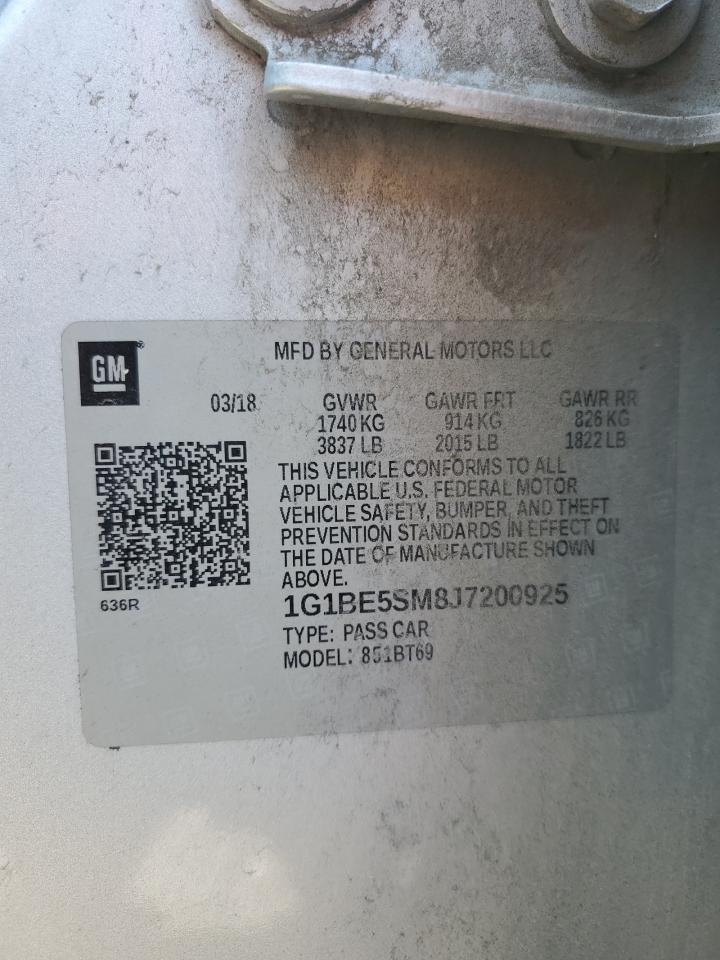 GM
MFD BY GENERAL MOTORS LLC
03/18 GVWR GAWR FRT GAWR RR
1740 KG 914 KG 826 KG
3837 LB 2015 LB 1822 LB
THIS VEHICLE CONFORMS TO ALL
APPLICABLE U.S. FEDERAL MOTOR
VEHICLE SAFETY, BUMPER, AND THEFT
PREVENTION STANDARDS IN EFFECT ON
THE DATE OF MANUFACTURE SHOWN
ABOVE.
636R
1G1BE5SM8J7200925
TYPE: PASS CAR
MODEL: 851BT69